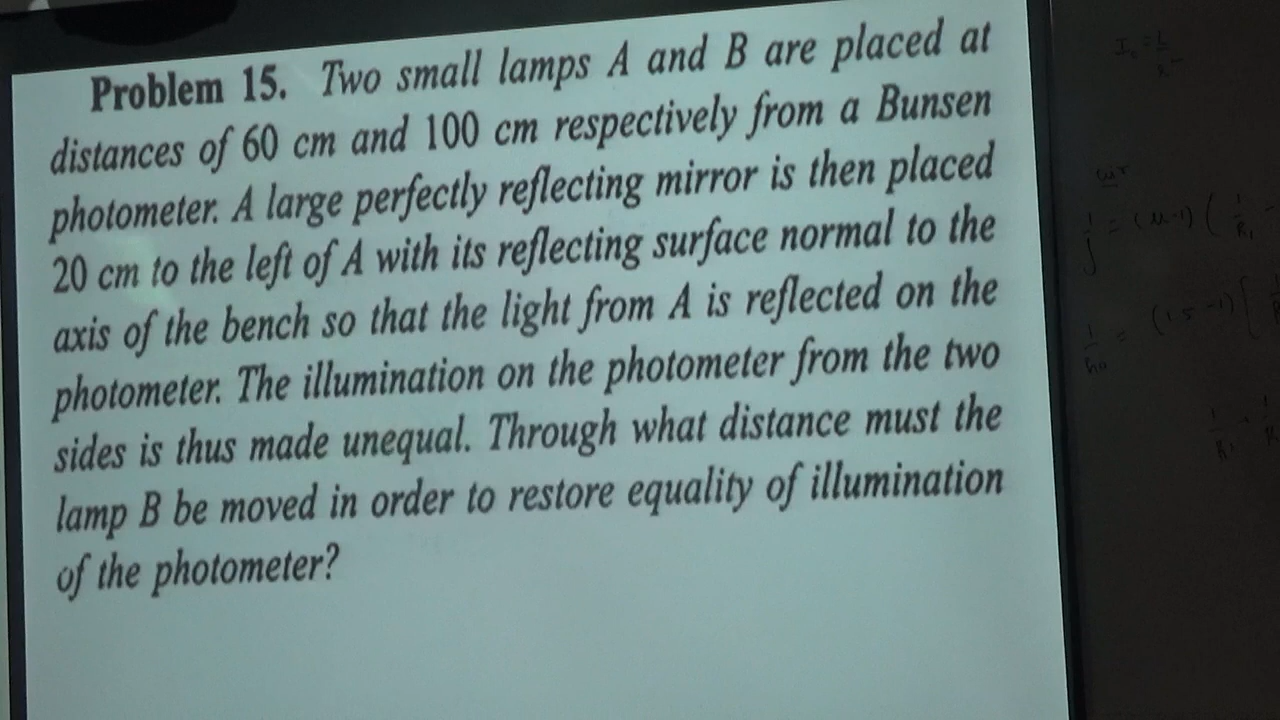 Problem 15. Two small lamps A and B are placed at
distances of 60 cm and 100 cm respectively from a Bunsen
photometer. A large perfectly reflecting mirror is then placed
20 cm to the left of A with its reflecting surface normal to the
axis of the bench so that the light from A is reflected on the
photometer. The illumination on the photometer from the two
sides is thus made unequal. Through what distance must the
lamp B be moved in order to restore equality of illumination
of the photometer?